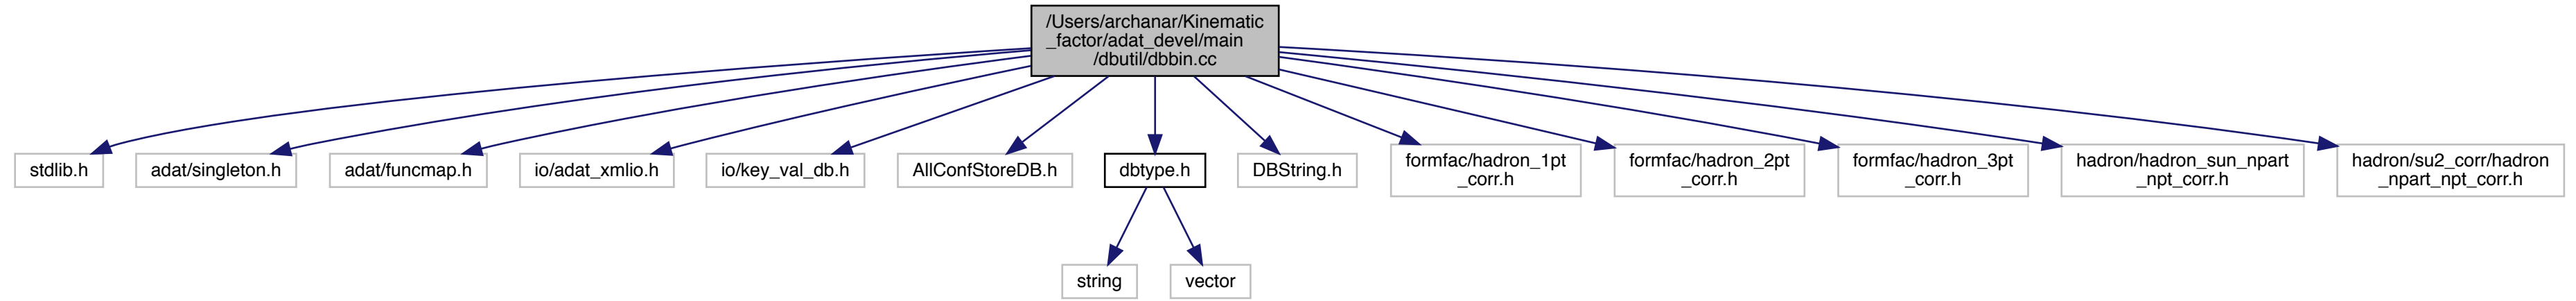 /Users/archanar/Kinematic
_factor/adat_devel/main
/dbutil/dbbin.cc
stdlib.h
adat/singleton.h
adat/funcmap.h
io/adat_xmlio.h
io/key_val_db.h
AllConfStoreDB.h
dbtype.h
DBString.h
formfac/hadron_1pt
_corr.h
formfac/hadron_2pt
_corr.h
formfac/hadron_3pt
_corr.h
hadron/hadron_sun_npart
_npt_corr.h
hadron/su2_corr/hadron
_npart_npt_corr.h
string
vector